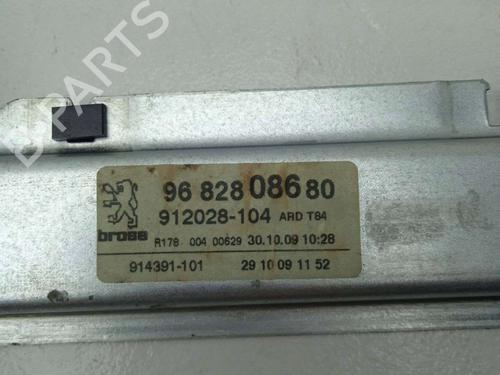 B-PARTS
96 828 086 80
912028-104 ARD T84
brose
R178 004 00629 30.10.09 10:28
914391-101 29 10 09 11 52